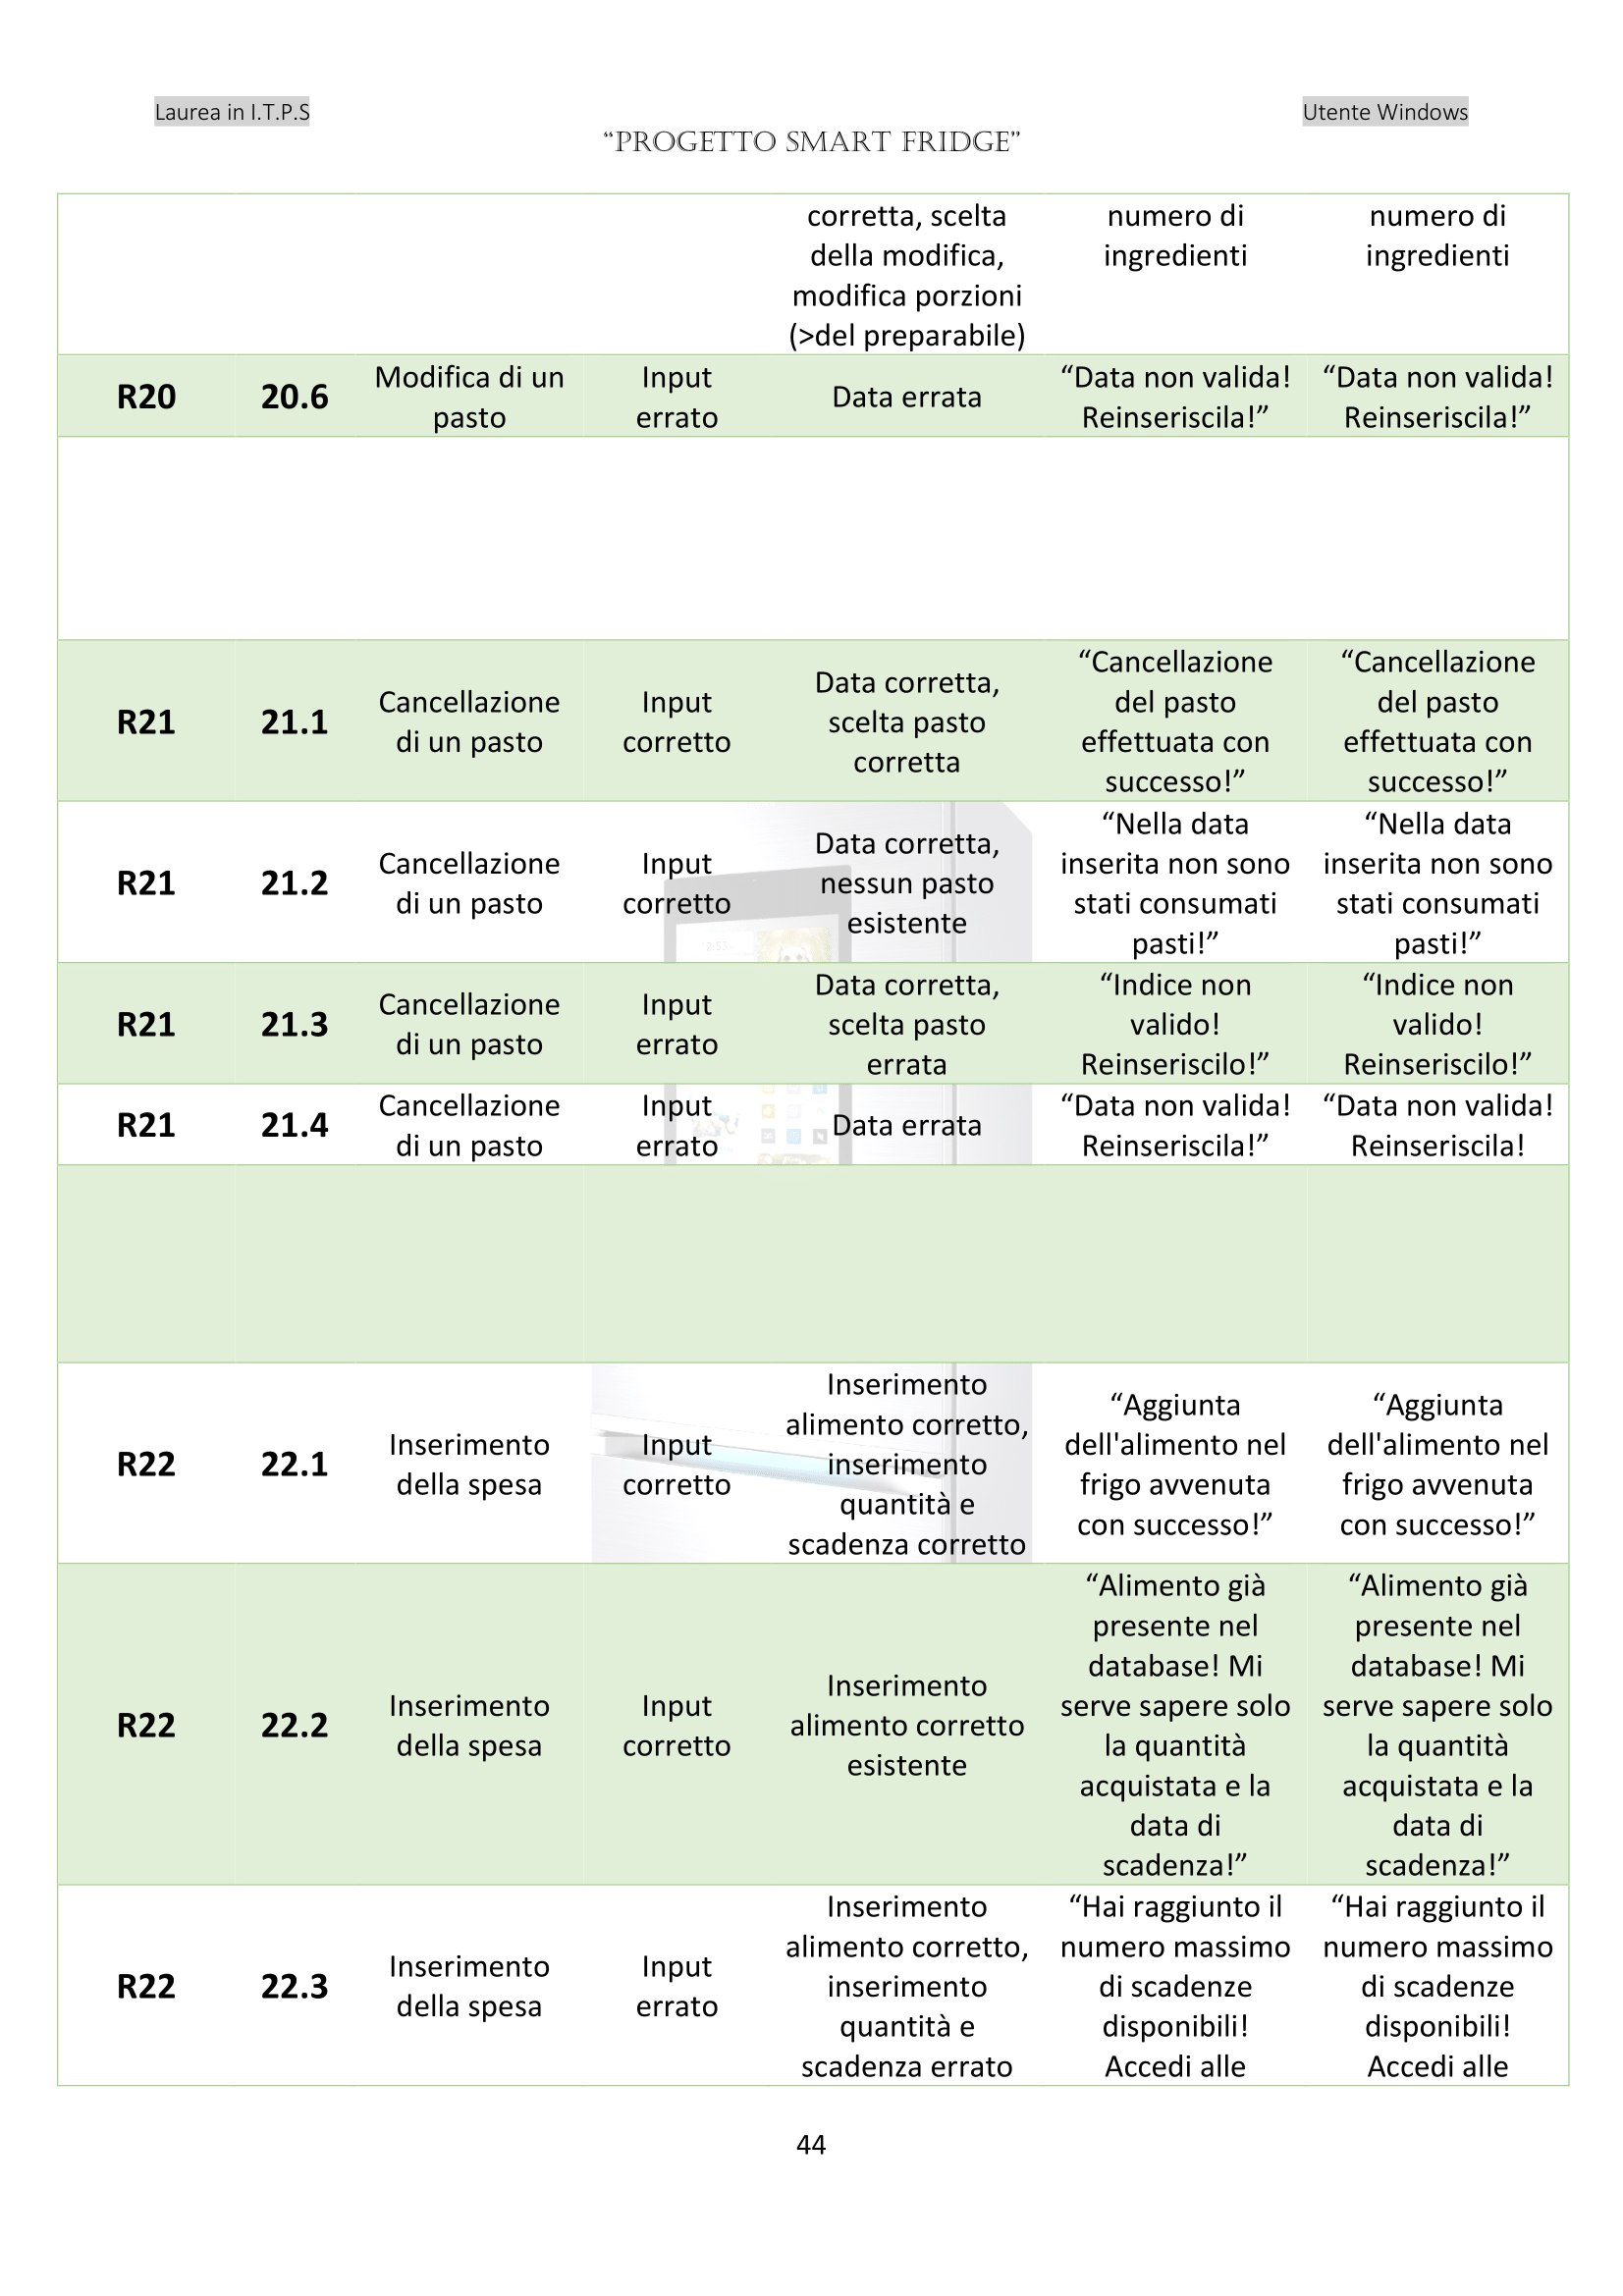 Laurea in I.T.P.S
Utente Windows
“PROGETTO SMART FRIDGE”
corretta, scelta
della modifica,
modifica porzioni
(>del preparabile)
numero di
ingredienti
numero di
ingredienti
R20
20.6
Modifica di un
pasto
Input
errato
Data errata
“Data non valida!
Reinseriscila!”
“Data non valida!
Reinseriscila!”
R21
21.1
Cancellazione
di un pasto
Input
corretto
Data corretta,
scelta pasto
corretta
“Cancellazione
del pasto
effettuata con
successo!”
“Cancellazione
del pasto
effettuata con
successo!”
R21
21.2
Cancellazione
di un pasto
Input
corretto
Data corretta,
nessun pasto
esistente
“Nella data
inserita non sono
stati consumati
pasti!”
“Nella data
inserita non sono
stati consumati
pasti!”
R21
21.3
Cancellazione
di un pasto
Input
errato
Data corretta,
scelta pasto
errata
“Indice non
valido!
Reinseriscilo!”
“Indice non
valido!
Reinseriscilo!”
R21
21.4
Cancellazione
di un pasto
Input
errato
Data errata
“Data non valida!
Reinseriscila!”
“Data non valida!
Reinseriscila!
R22
22.1
Inserimento
della spesa
Input
corretto
Inserimento
alimento corretto,
inserimento
quantità e
scadenza corretto
“Aggiunta
dell'alimento nel
frigo avvenuta
con successo!”
“Aggiunta
dell'alimento nel
frigo avvenuta
con successo!”
R22
22.2
Inserimento
della spesa
Input
corretto
Inserimento
alimento corretto
esistente
“Alimento già
presente nel
database! Mi
serve sapere solo
la quantità
acquistata e la
data di
scadenza!”
“Alimento già
presente nel
database! Mi
serve sapere solo
la quantità
acquistata e la
data di
scadenza!”
R22
22.3
Inserimento
della spesa
Input
errato
Inserimento
alimento corretto,
inserimento
quantità e
scadenza errato
“Hai raggiunto il
numero massimo
di scadenze
disponibili!
Accedi alle
“Hai raggiunto il
numero massimo
di scadenze
disponibili!
Accedi alle
44